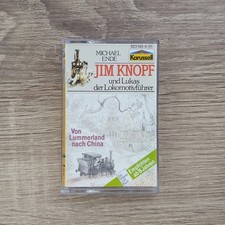 MICHAEL
ENDE
Karussell
JIM KNOPF
und Lukas
der Lokomotivführer
Von
Lummerland
nach China